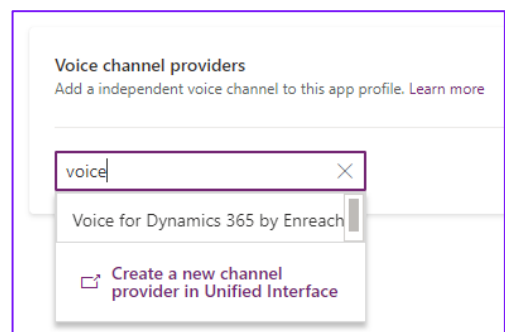 Voice channel providers
Add a independent voice channel to this app profile. Learn more
voice
Voice for Dynamics 365 by Enreach
Create a new channel
provider in Unified Interface